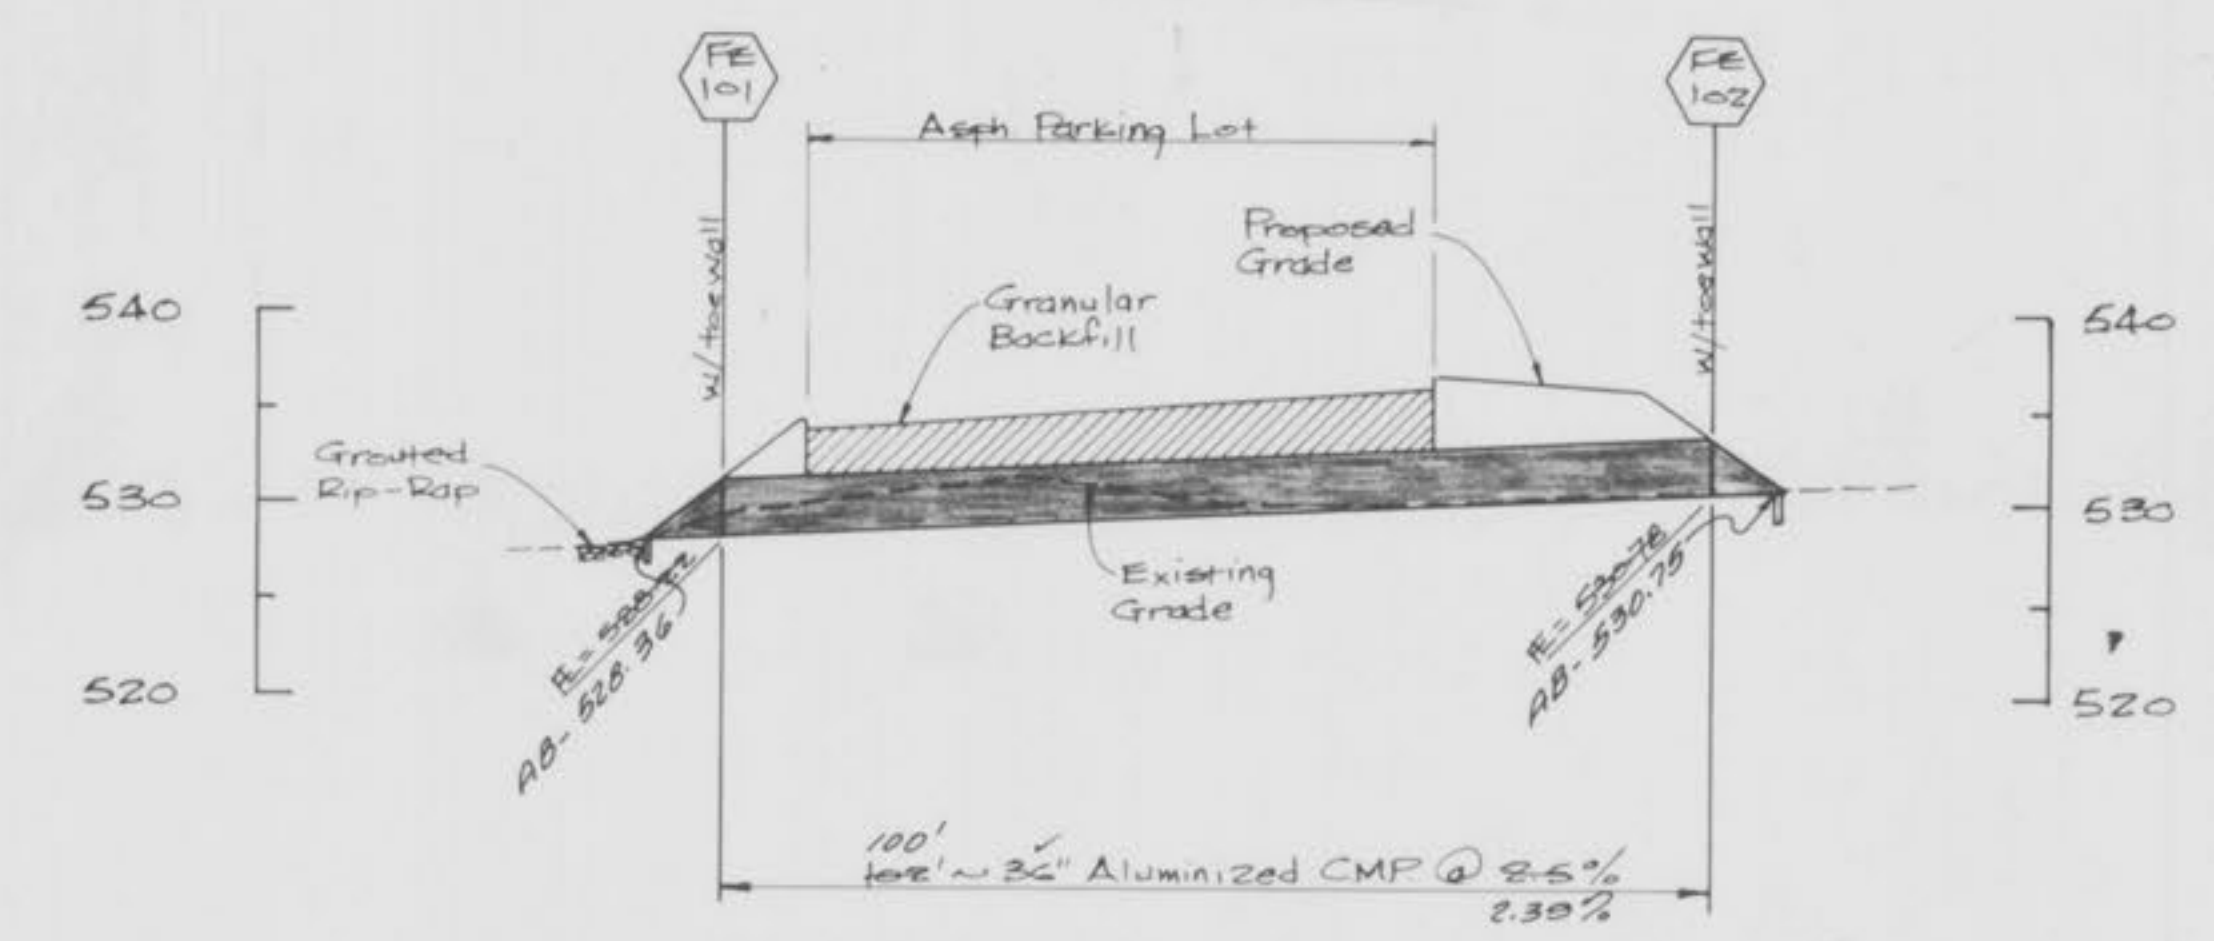 FE
101
FE
102
Asph Parking Lot
w/toewall
w/toewall
Proposed
Grade
Granular
Backfill
540
530
520
540
530
520
Grouted
Rip-Rap
Existing
Grade
AB- 528.36
FE= 530.78
AB- 530.75
100'
102' ~ 36" Aluminized CMP @ 2.5%
2.39%